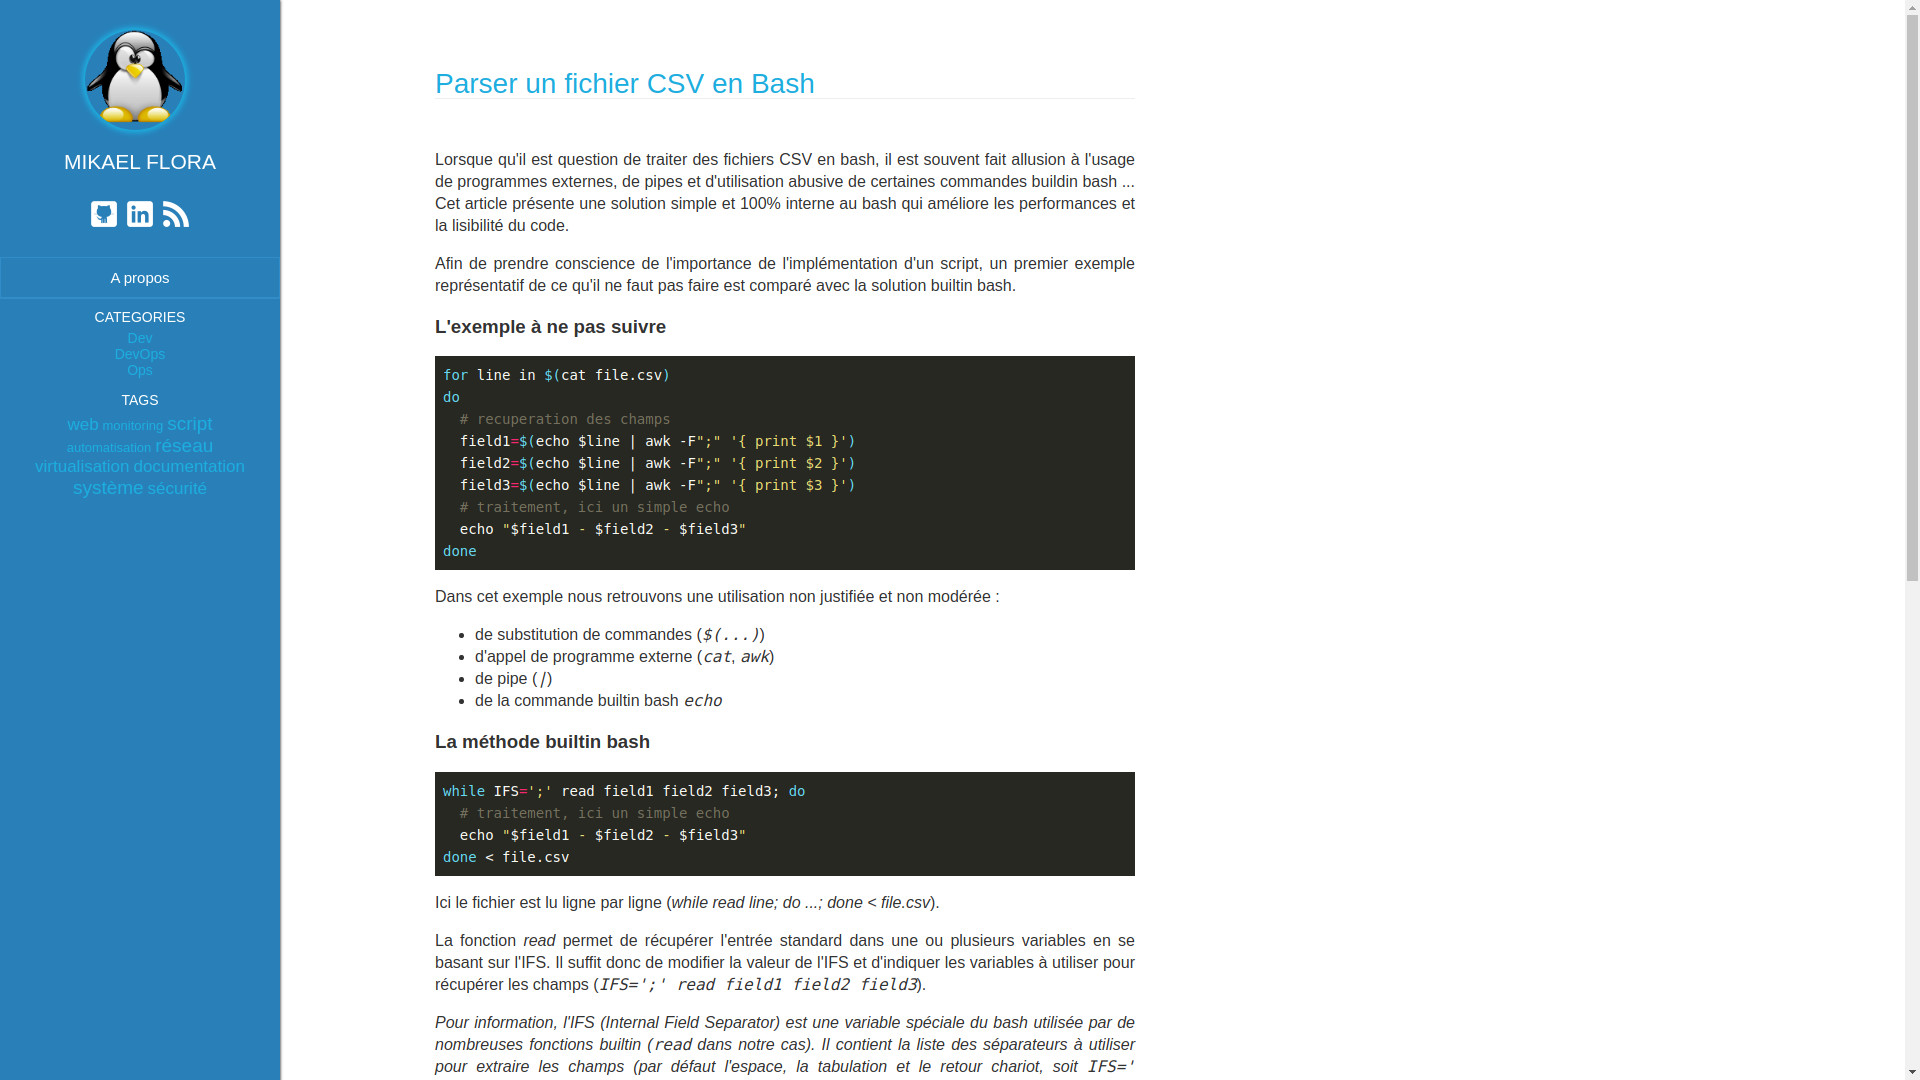 MIKAEL FLORA
A propos
CATEGORIES
Dev
DevOps
Ops
TAGS
web monitoring script
automatisation réseau
virtualisation documentation
système sécurité
Parser un fichier CSV en Bash
Lorsque qu'il est question de traiter des fichiers CSV en bash, il est souvent fait allusion à l'usage
de programmes externes, de pipes et d'utilisation abusive de certaines commandes buildin bash ...
Cet article présente une solution simple et 100% interne au bash qui améliore les performances et
la lisibilité du code.
Afin de prendre conscience de l'importance de l'implémentation d'un script, un premier exemple
représentatif de ce qu'il ne faut pas faire est comparé avec la solution builtin bash.
L'exemple à ne pas suivre
for line in $(cat file.csv)
do
  # recuperation des champs
  field1=$(echo $line | awk -F";" '{ print $1 }')
  field2=$(echo $line | awk -F";" '{ print $2 }')
  field3=$(echo $line | awk -F";" '{ print $3 }')
  # traitement, ici un simple echo
  echo "$field1 - $field2 - $field3"
done
Dans cet exemple nous retrouvons une utilisation non justifiée et non modérée :
• de substitution de commandes ($(...))
• d'appel de programme externe (cat, awk)
• de pipe (|)
• de la commande builtin bash echo
La méthode builtin bash
while IFS=';' read field1 field2 field3; do
  # traitement, ici un simple echo
  echo "$field1 - $field2 - $field3"
done < file.csv
Ici le fichier est lu ligne par ligne (while read line; do ...; done < file.csv).
La fonction read permet de récupérer l'entrée standard dans une ou plusieurs variables en se
basant sur l'IFS. Il suffit donc de modifier la valeur de l'IFS et d'indiquer les variables à utiliser pour
récupérer les champs (IFS=';' read field1 field2 field3).
Pour information, l'IFS (Internal Field Separator) est une variable spéciale du bash utilisée par de
nombreuses fonctions builtin (read dans notre cas). Il contient la liste des séparateurs à utiliser
pour extraire les champs (par défaut l'espace, la tabulation et le retour chariot, soit IFS='